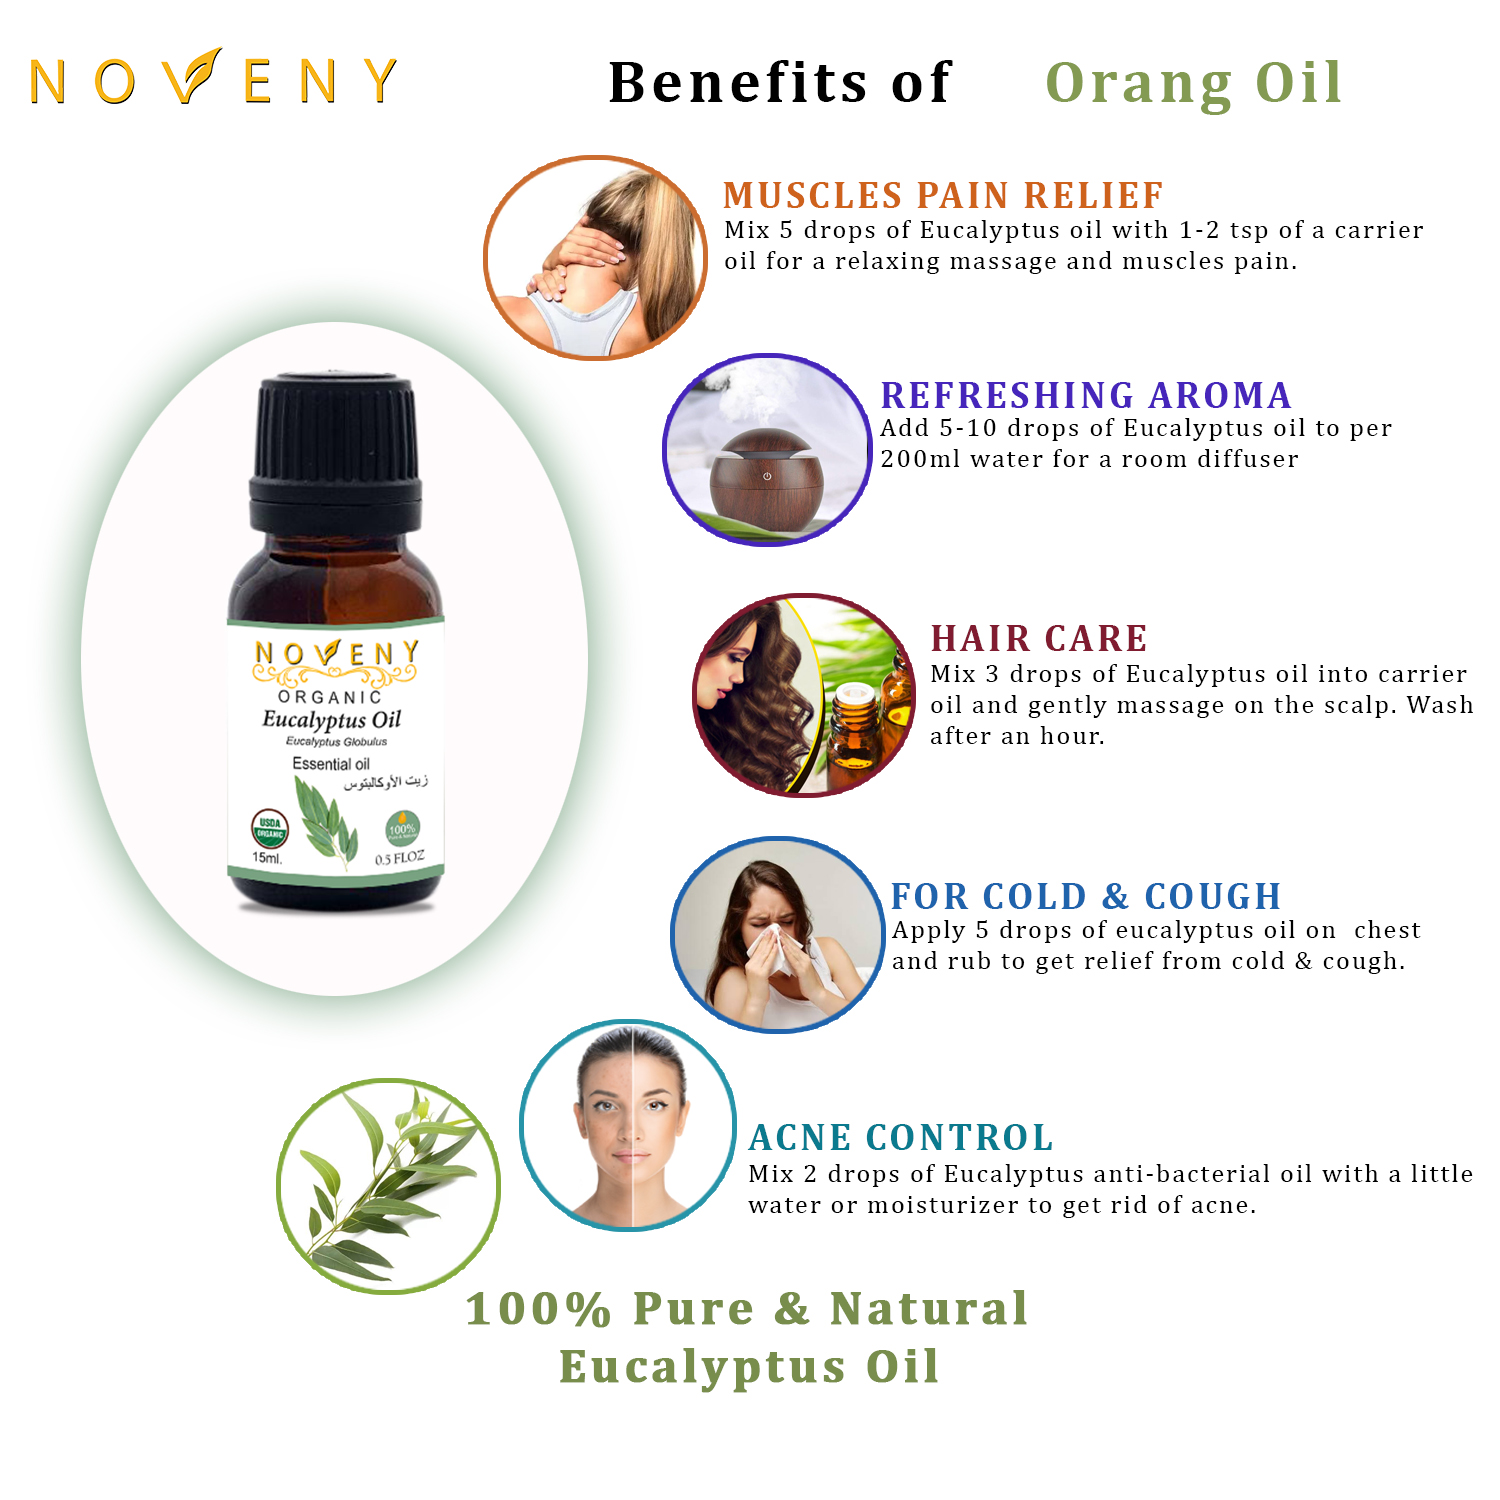 NOVENY
Benefits of Orang Oil
MUSCLES PAIN RELIEF
Mix 5 drops of Eucalyptus oil with 1-2 tsp of a carrier
oil for a relaxing massage and muscles pain.
REFRESHING AROMA
Add 5-10 drops of Eucalyptus oil to per
200ml water for a room diffuser
HAIR CARE
Mix 3 drops of Eucalyptus oil into carrier
oil and gently massage on the scalp. Wash
after an hour.
FOR COLD & COUGH
Apply 5 drops of eucalyptus oil on chest
and rub to get relief from cold & cough.
ACNE CONTROL
Mix 2 drops of Eucalyptus anti-bacterial oil with a little
water or moisturizer to get rid of acne.
NOVENY
ORGANIC
Eucalyptus Oil
Eucalyptus Globulus
Essential oil
زيت الأوكالبتوس
USDA
ORGANIC
100%
Pure & Natural
15ml.
0.5 FLOZ
100% Pure & Natural
Eucalyptus Oil